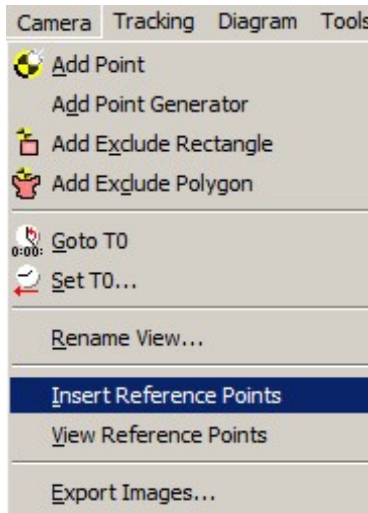 Camera Tracking Diagram Tools
Add Point
Add Point Generator
Add Exclude Rectangle
Add Exclude Polygon
0:00: Goto T0
Set T0...
Rename View...
Insert Reference Points
View Reference Points
Export Images...